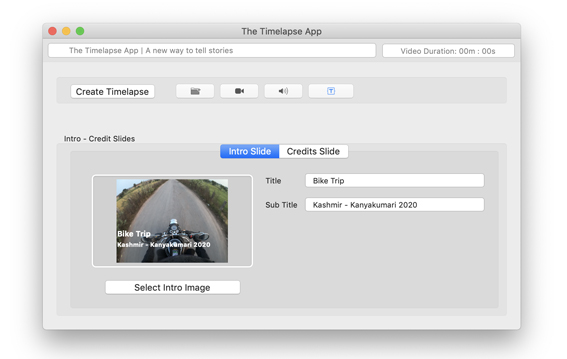 The Timelapse App
The Timelapse App | A new way to tell stories
Video Duration: 00m : 00s
Create Timelapse
T
Intro - Credit Slides
Intro Slide
Credits Slide
Title
Bike Trip
Sub Title
Kashmir - Kanyakumari 2020
Bike Trip
Kashmir - Kanyakumari 2020
Select Intro Image